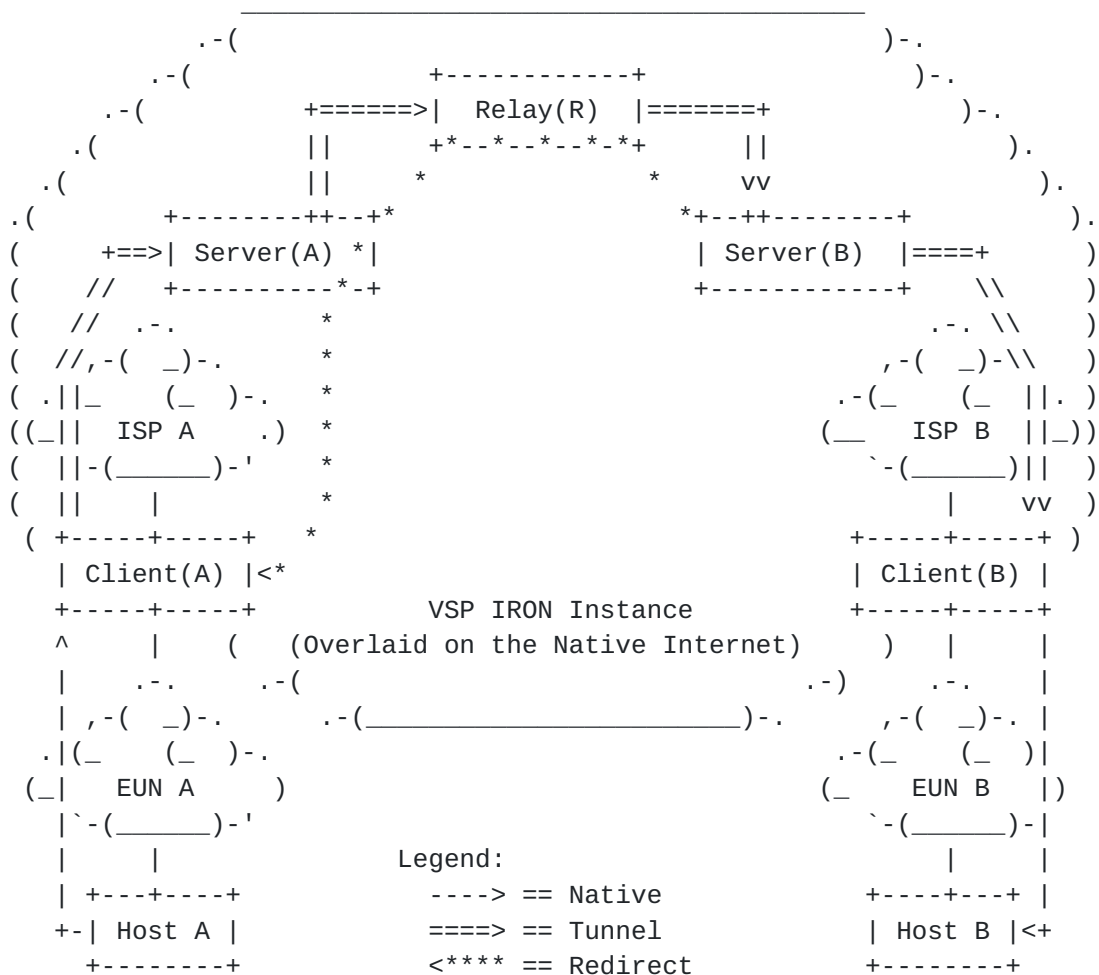 Relay(R)
Server(A) Server(B)
ISP A ISP B
Client(A) Client(B)
VSP IRON Instance
(Overlaid on the Native Internet)
EUN A EUN B
Legend:
----> == Native
Host A ====> == Tunnel Host B
<**** == Redirect